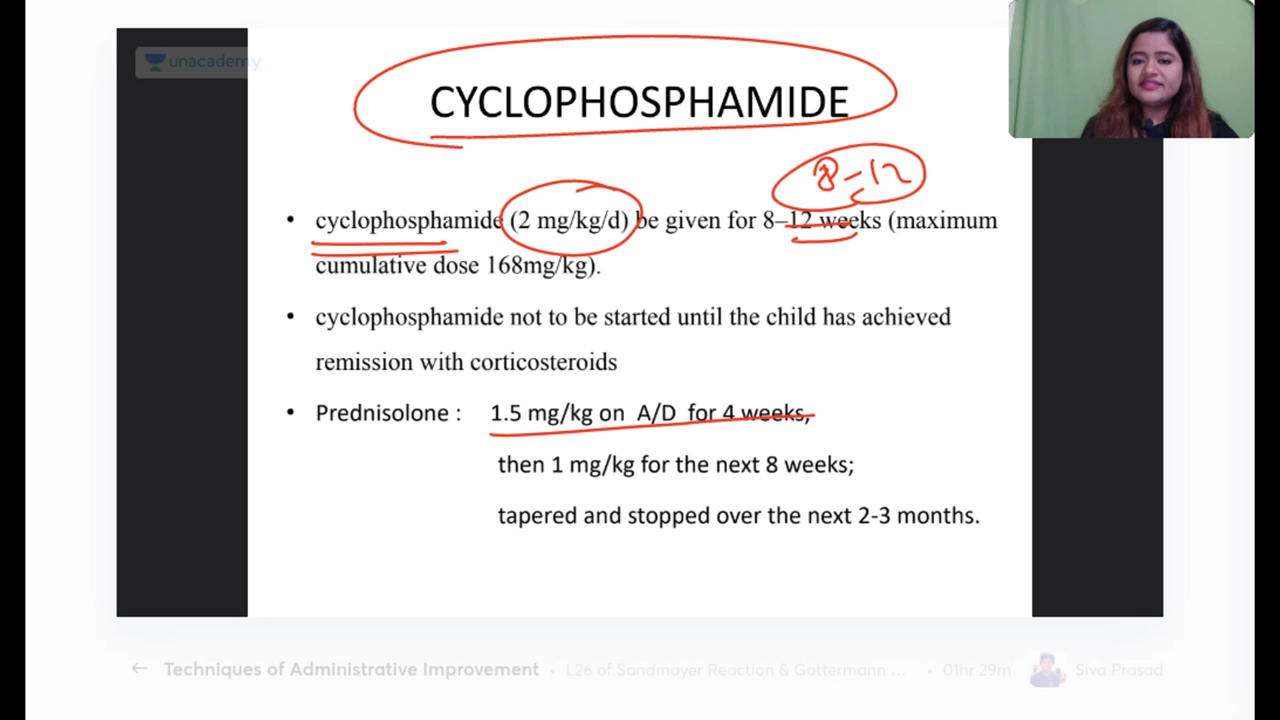 unacademy
CYCLOPHOSPHAMIDE
8-12
• cyclophosphamide (2 mg/kg/d) be given for 8–12 weeks (maximum
cumulative dose 168mg/kg).
• cyclophosphamide not to be started until the child has achieved
remission with corticosteroids
• Prednisolone : 1.5 mg/kg on A/D for 4 weeks,
then 1 mg/kg for the next 8 weeks;
tapered and stopped over the next 2-3 months.
← Techniques of Administrative Improvement • L26 of Sandmayer Reaction & Gattermann ... • 01hr 29m Siva Prasad